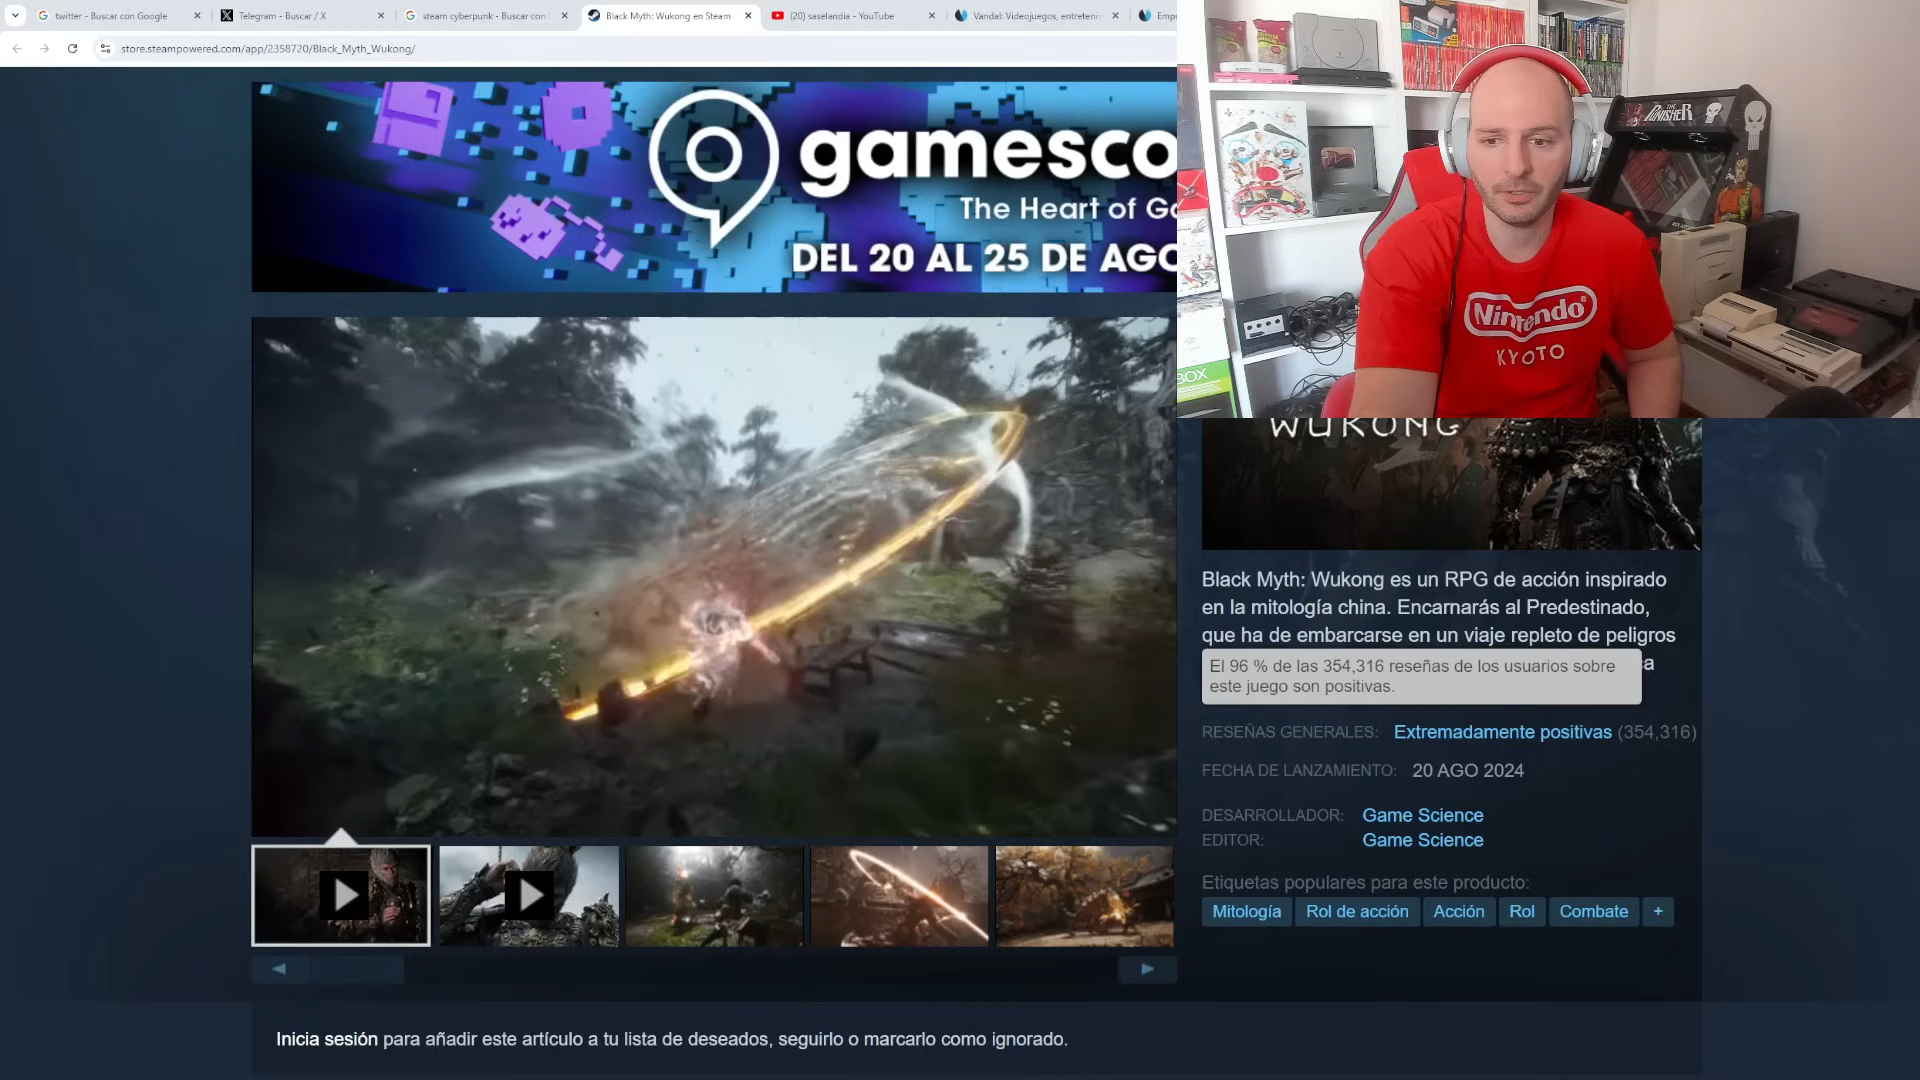 twitter - Buscar con Google
Telegram - Buscar / X
steam cyberpunk - Buscar con
Black Myth: Wukong en Steam
(20) saselandia - YouTube
Vandal: Videojuegos, entreteni
store.steampowered.com/app/2358720/Black_Myth_Wukong/
gamesco
The Heart of Ga
DEL 20 AL 25 DE AGO
THE PUNISHER
Nintendo®
KYOTO
XBOX
WUKONG
Black Myth: Wukong es un RPG de acción inspirado
en la mitología china. Encarnarás al Predestinado,
que ha de embarcarse en un viaje repleto de peligros
El 96 % de las 354,316 reseñas de los usuarios sobre
este juego son positivas.
RESEÑAS GENERALES: Extremadamente positivas (354,316)
FECHA DE LANZAMIENTO: 20 AGO 2024
DESARROLLADOR: Game Science
EDITOR: Game Science
Etiquetas populares para este producto:
Mitología Rol de acción Acción Rol Combate +
Inicia sesión para añadir este artículo a tu lista de deseados, seguirlo o marcarlo como ignorado.